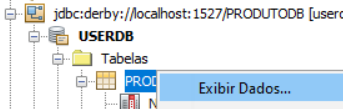 jdbc:derby://localhost:1527/PRODUTODB [userd
USERDB
Tabelas
PROD
Exibir Dados...
N